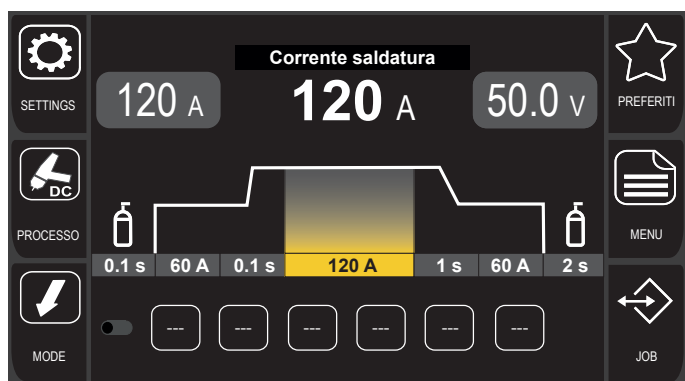 SETTINGS
Corrente saldatura
120 A
120 A
50.0 V
PREFERITI
DC
PROCESSO
MENU
0.1 s 60 A 0.1 s 120 A 1 s 60 A 2 s
MODE
--- --- --- --- --- ---
JOB